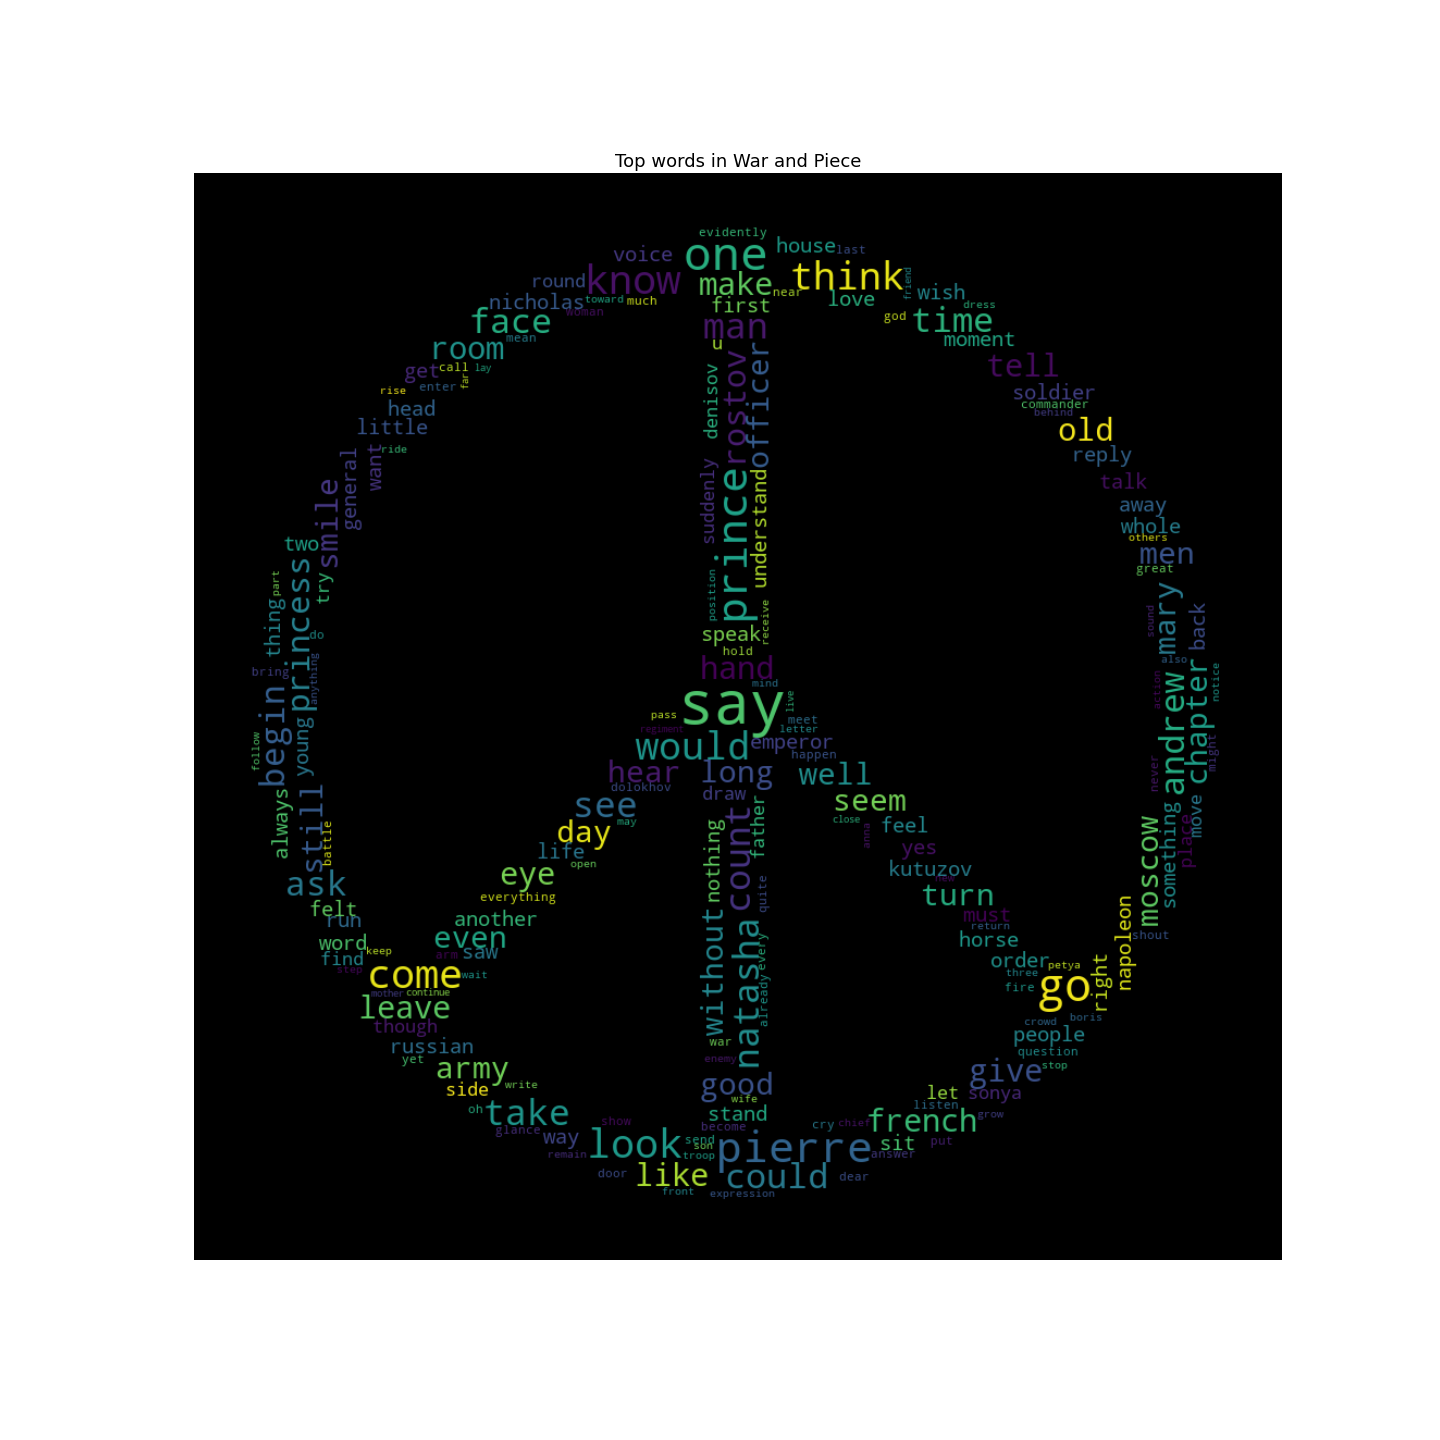 Top words in War and Piece
evidently
one
house
last
voice
know
make
think
round
near
friend
wish
nicholas
toward
much
first
love
dress
woman
god
time
face
man
mean
moment
room
u
get
call
lay
far
tell
enter
rise
soldier
commander
behind
head
little
denisov
rostov
officer
old
ride
reply
want
general
smile
suddenly
prince
understand
talk
away
whole
others
men
great
two
princess
try
part
thing
do
anything
position
receive
mary
back
sound
speak
hold
also
bring
hand
mind
action
andrew
chapter
notice
begin
young
say
live
pass
meet
regiment
letter
would
emperor
happen
follow
never
might
hear
long
well
dolokhov
draw
always
still
battle
see
count
father
seem
close
anna
feel
move
something
place
moscow
may
day
nothing
life
yes
open
kutuzov
new
ask
eye
everything
quite
turn
felt
run
another
must
return
without
natasha
every
already
napoleon
shout
word
even
horse
find
keep
arm
saw
step
order
petya
come
wait
three
right
go
mother
continue
fire
leave
though
crowd
boris
russian
war
people
yet
enemy
question
army
stop
side
write
good
give
wife
let
sonya
oh
take
stand
listen
grow
glance
way
show
become
cry
chief
french
put
look
send
son
troop
pierre
sit
answer
remain
door
like
could
dear
front
expression